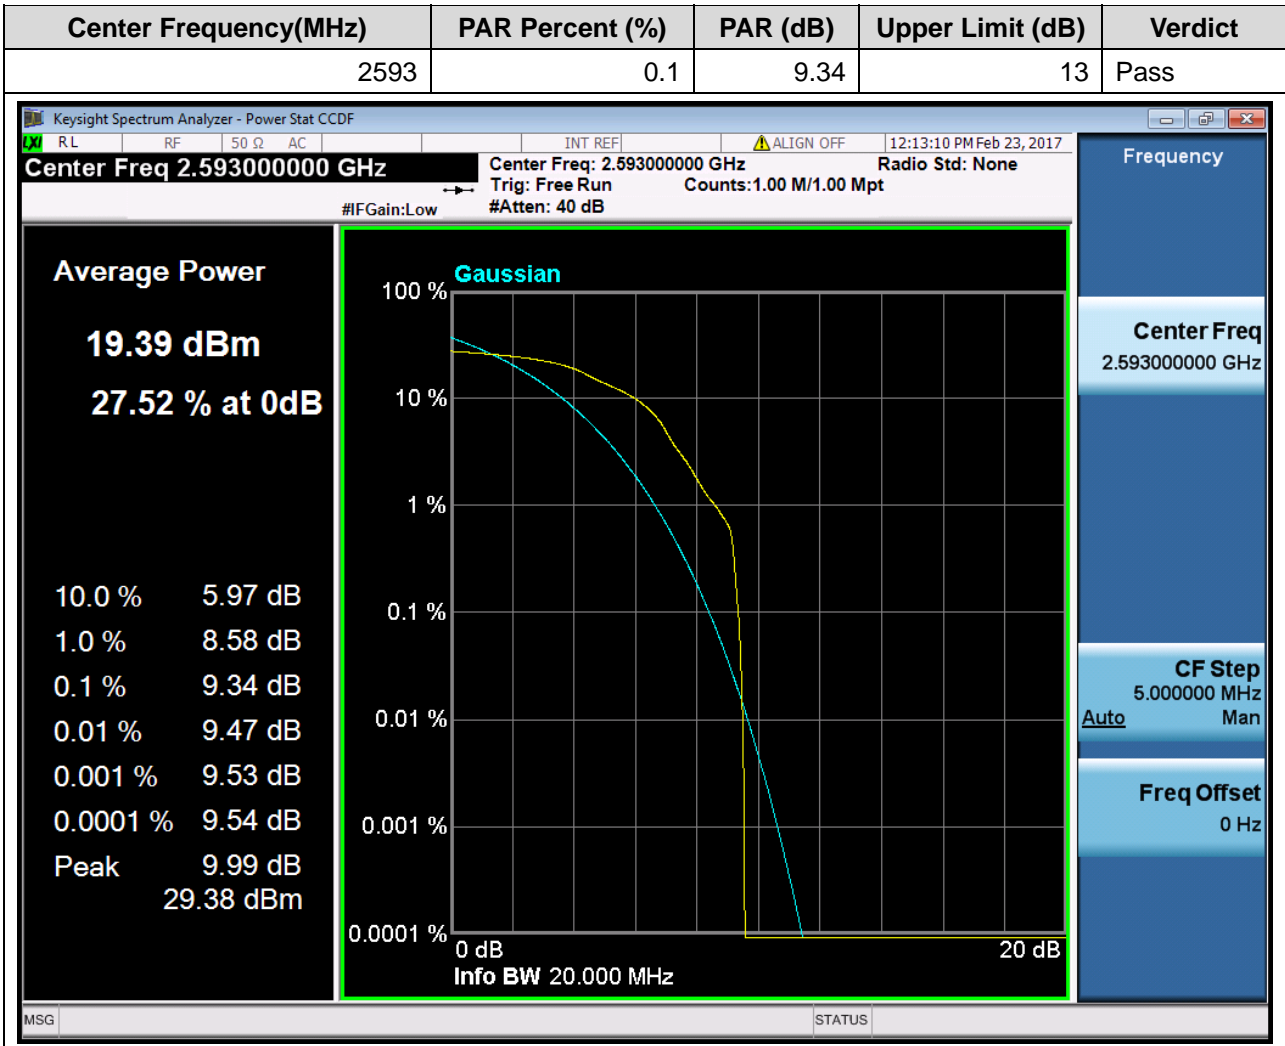 Center Frequency(MHz) PAR Percent (%) PAR (dB) Upper Limit (dB) Verdict
2593 0.1 9.34 13 Pass
Keysight Spectrum Analyzer - Power Stat CCDF
LXI RL RF 50 Ω AC INT REF ALIGN OFF 12:13:10 PM Feb 23, 2017
Center Freq 2.593000000 GHz
Center Freq: 2.593000000 GHz Radio Std: None
Trig: Free Run Counts:1.00 M/1.00 Mpt
#IFGain:Low #Atten: 40 dB
Average Power
19.39 dBm
27.52 % at 0dB
10.0 % 5.97 dB
1.0 % 8.58 dB
0.1 % 9.34 dB
0.01 % 9.47 dB
0.001 % 9.53 dB
0.0001 % 9.54 dB
Peak 9.99 dB
29.38 dBm
Gaussian
100 %
10 %
1 %
0.1 %
0.01 %
0.001 %
0.0001 %
0 dB 20 dB
Info BW 20.000 MHz
Frequency
Center Freq
2.593000000 GHz
CF Step
5.000000 MHz
Auto Man
Freq Offset
0 Hz
MSG STATUS